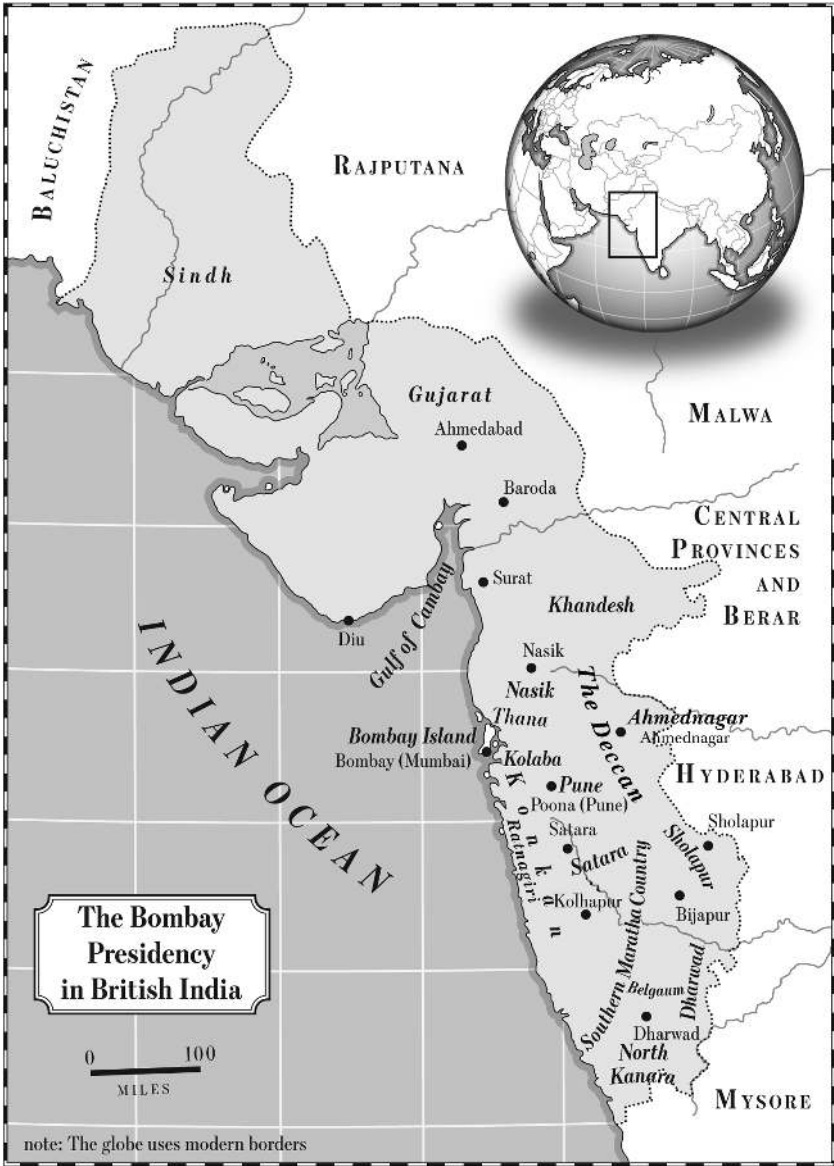 BALUCHISTAN
RAJPUTANA
Sindh
Gujarat
MALWA
Ahmedabad
Baroda
CENTRAL
PROVINCES
AND
BERAR
Surat
Khandesh
Gulf of Cambay
Diu
INDIAN OCEAN
Nasik
Nasik
The Deccan
Thana
Ahmednagar
Ahmednagar
Bombay Island
Bombay (Mumbai)
Kolaba
HYDERABAD
Pune
Poona (Pune)
Konkan
Ratnagiri
Satara
Satara
Sholapur
Sholapur
Kolhapur
Bijapur
Southern Maratha Country
Belgaum
Dharwad
Dharwad
North
Kanara
MYSORE
The Bombay
Presidency
in British India
0 100
MILES
note: The globe uses modern borders